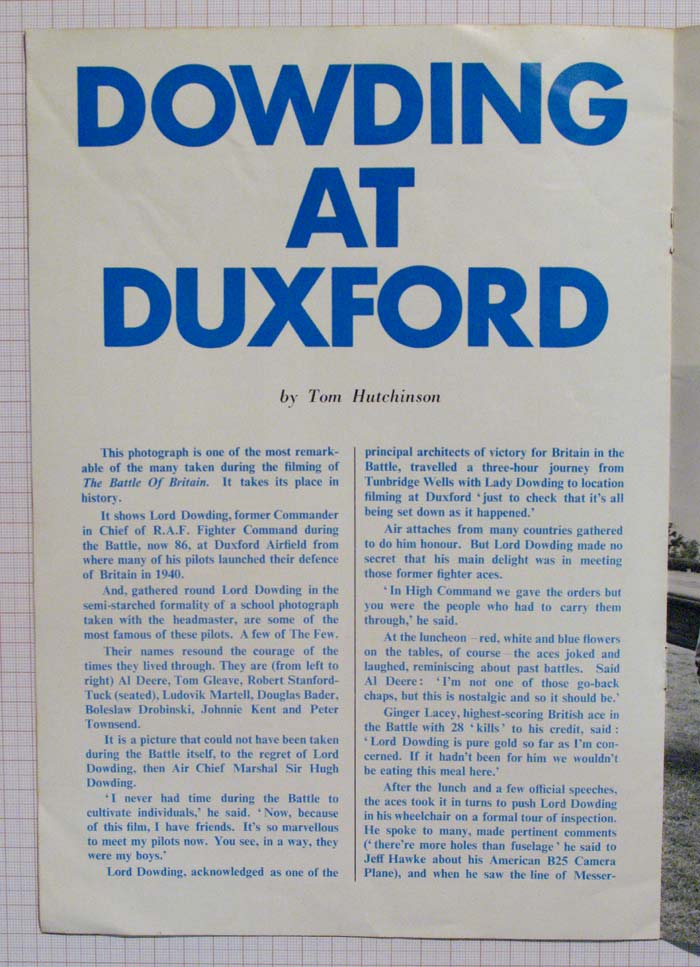 DOWDING
AT
DUXFORD
by Tom Hutchinson
This photograph is one of the most remark-
able of the many taken during the filming of
The Battle Of Britain. It takes its place in
history.
It shows Lord Dowding, former Commander
in Chief of R.A.F. Fighter Command during
the Battle, now 86, at Duxford Airfield from
where many of his pilots launched their defence
of Britain in 1940.
And, gathered round Lord Dowding in the
semi-starched formality of a school photograph
taken with the headmaster, are some of the
most famous of these pilots. A few of The Few.
Their names resound the courage of the
times they lived through. They are (from left to
right) Al Deere, Tom Gleave, Robert Stanford-
Tuck (seated), Ludovik Martell, Douglas Bader,
Boleslaw Drobinski, Johnnie Kent and Peter
Townsend.
It is a picture that could not have been taken
during the Battle itself, to the regret of Lord
Dowding, then Air Chief Marshal Sir Hugh
Dowding.
‘I never had time during the Battle to
cultivate individuals,’ he said. ‘Now, because
of this film, I have friends. It's so marvellous
to meet my pilots now. You see, in a way, they
were my boys.’
Lord Dowding, acknowledged as one of the
principal architects of victory for Britain in the
Battle, travelled a three-hour journey from
Tunbridge Wells with Lady Dowding to location
filming at Duxford ‘just to check that it's all
being set down as it happened.’
Air attaches from many countries gathered
to do him honour. But Lord Dowding made no
secret that his main delight was in meeting
those former fighter aces.
‘In High Command we gave the orders but
you were the people who had to carry them
through,’ he said.
At the luncheon – red, white and blue flowers
on the tables, of course – the aces joked and
laughed, reminiscing about past battles. Said
Al Deere: ‘I'm not one of those go-back
chaps, but this is nostalgic and so it should be.’
Ginger Lacey, highest-scoring British ace in
the Battle with 28 ‘kills’ to his credit, said:
‘Lord Dowding is pure gold so far as I'm con-
cerned. If it hadn't been for him we wouldn't
be eating this meal here.’
After the lunch and a few official speeches,
the aces took it in turns to push Lord Dowding
in his wheelchair on a formal tour of inspection.
He spoke to many, made pertinent comments
(‘there're more holes than fuselage’ he said to
Jeff Hawke about his American B25 Camera
Plane), and when he saw the line of Messer-